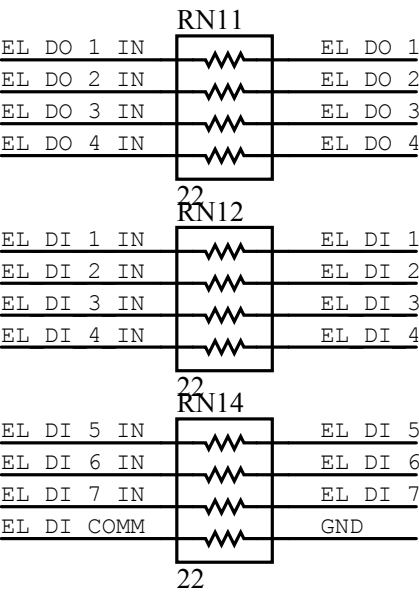 RN11
EL DO 1 IN EL DO 1
EL DO 2 IN EL DO 2
EL DO 3 IN EL DO 3
EL DO 4 IN EL DO 4
22
RN12
EL DI 1 IN EL DI 1
EL DI 2 IN EL DI 2
EL DI 3 IN EL DI 3
EL DI 4 IN EL DI 4
22
RN14
EL DI 5 IN EL DI 5
EL DI 6 IN EL DI 6
EL DI 7 IN EL DI 7
EL DI COMM GND
22